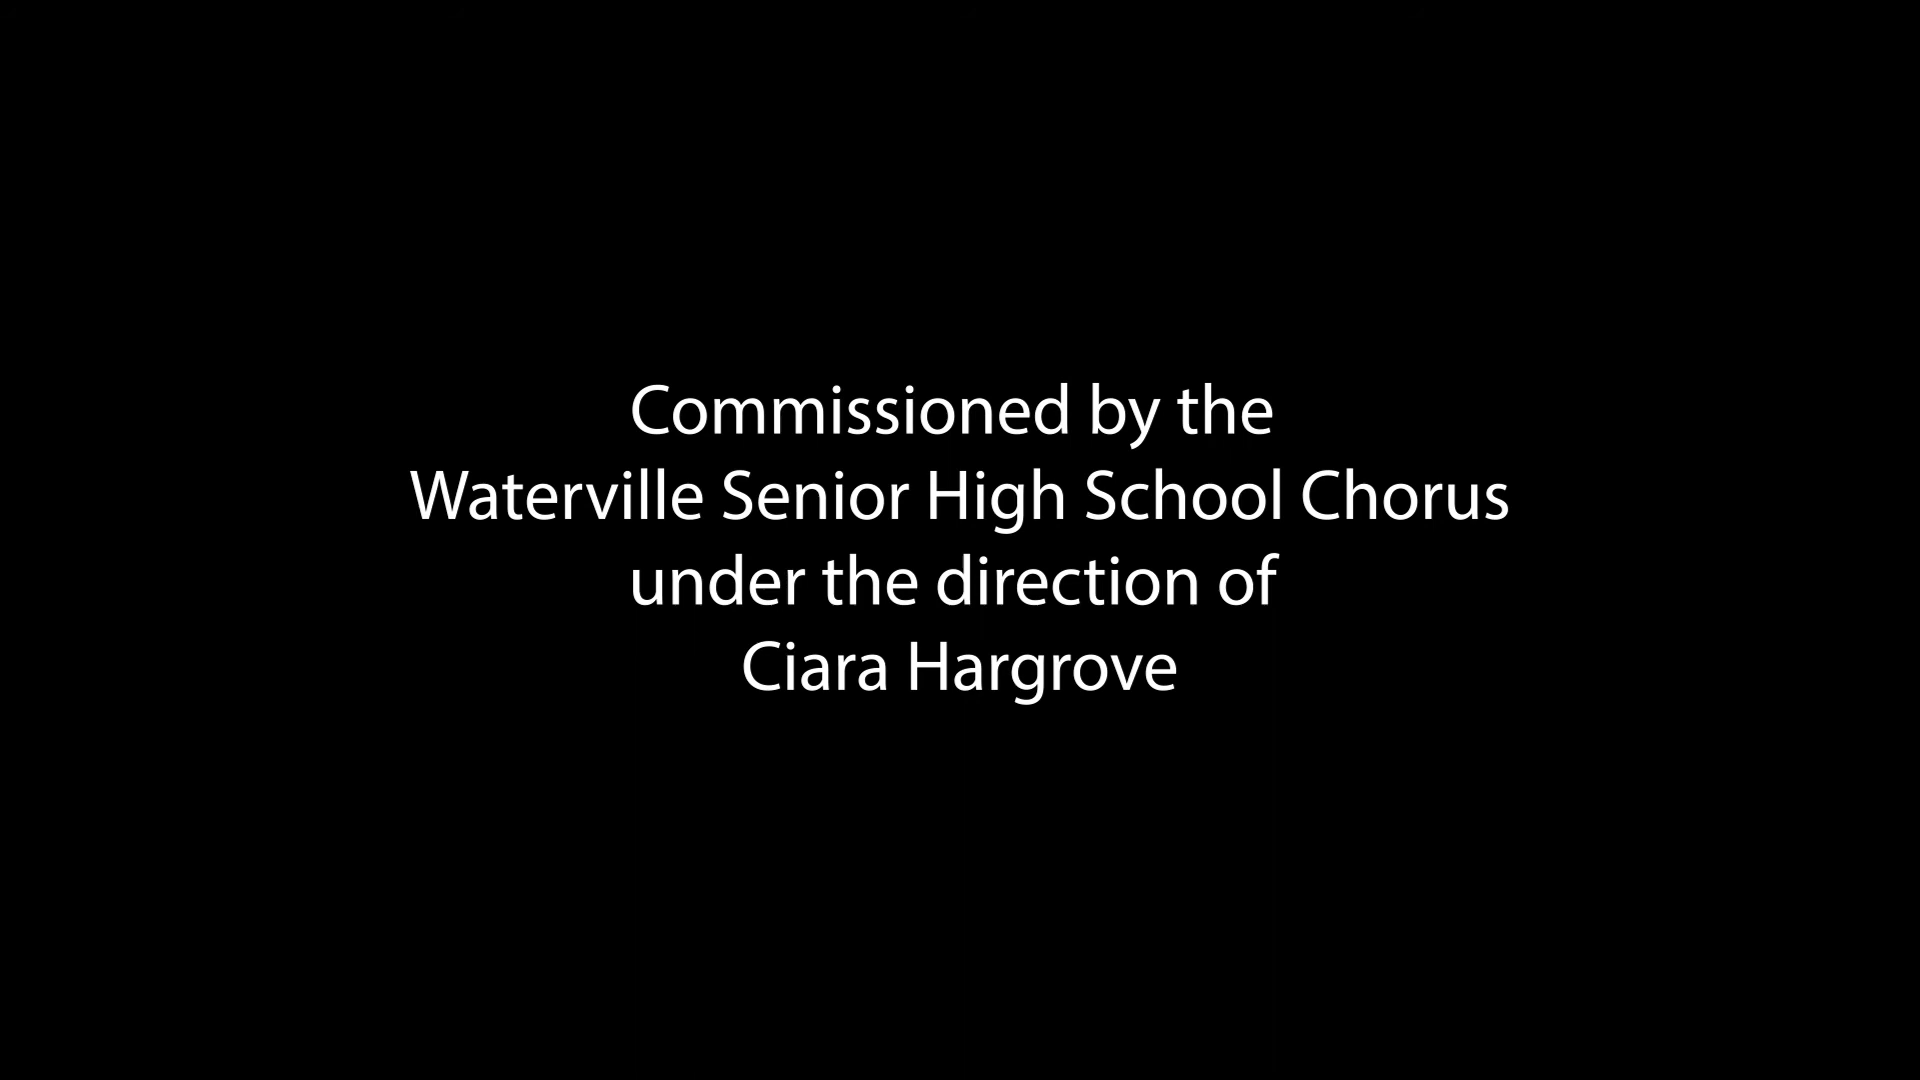 Commissioned by the
Waterville Senior High School Chorus
under the direction of
Ciara Hargrove